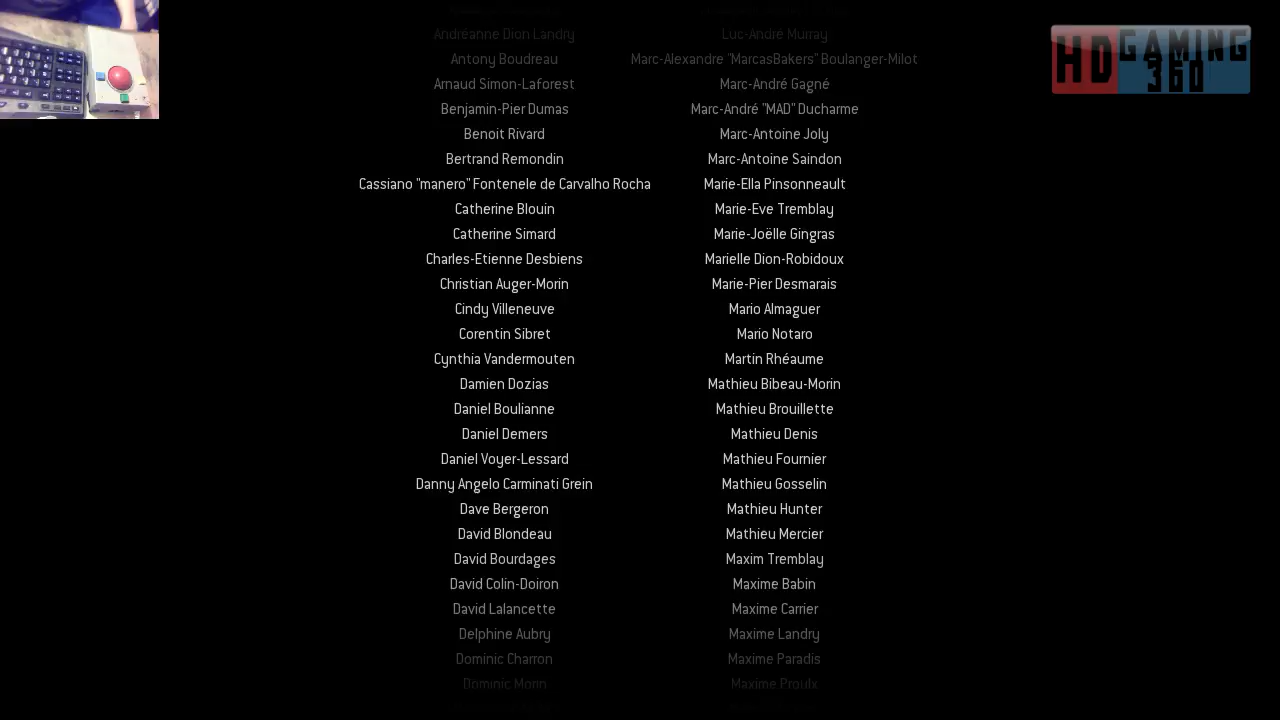 Andréanne Dion Landry
Antony Boudreau
Arnaud Simon-Laforest
Benjamin-Pier Dumas
Benoit Rivard
Bertrand Remondin
Cassiano "manero" Fontenele de Carvalho Rocha
Catherine Blouin
Catherine Simard
Charles-Etienne Desbiens
Christian Auger-Morin
Cindy Villeneuve
Corentin Sibret
Cynthia Vandermouten
Damien Dozias
Daniel Boulianne
Daniel Demers
Daniel Voyer-Lessard
Danny Angelo Carminati Grein
Dave Bergeron
David Blondeau
David Bourdages
David Colin-Doiron
David Lalancette
Delphine Aubry
Dominic Charron
Dominic Morin
Luc-André Murray
Marc-Alexandre "MarcasBakers" Boulanger-Milot
Marc-André Gagné
Marc-André "MAD" Ducharme
Marc-Antoine Joly
Marc-Antoine Saindon
Marie-Ella Pinsonneault
Marie-Eve Tremblay
Marie-Joëlle Gingras
Marielle Dion-Robidoux
Marie-Pier Desmarais
Mario Almaguer
Mario Notaro
Martin Rhéaume
Mathieu Bibeau-Morin
Mathieu Brouillette
Mathieu Denis
Mathieu Fournier
Mathieu Gosselin
Mathieu Hunter
Mathieu Mercier
Maxim Tremblay
Maxime Babin
Maxime Carrier
Maxime Landry
Maxime Paradis
Maxime Proulx
HD GAMING
360